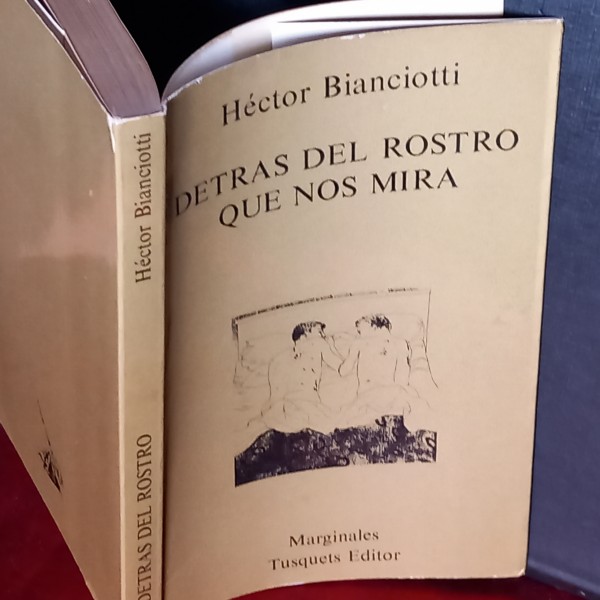 Héctor Bianciotti
DETRAS DEL ROSTRO
QUE NOS MIRA
Marginales
Tusquets Editor
Héctor Bianciotti
DETRAS DEL ROSTRO